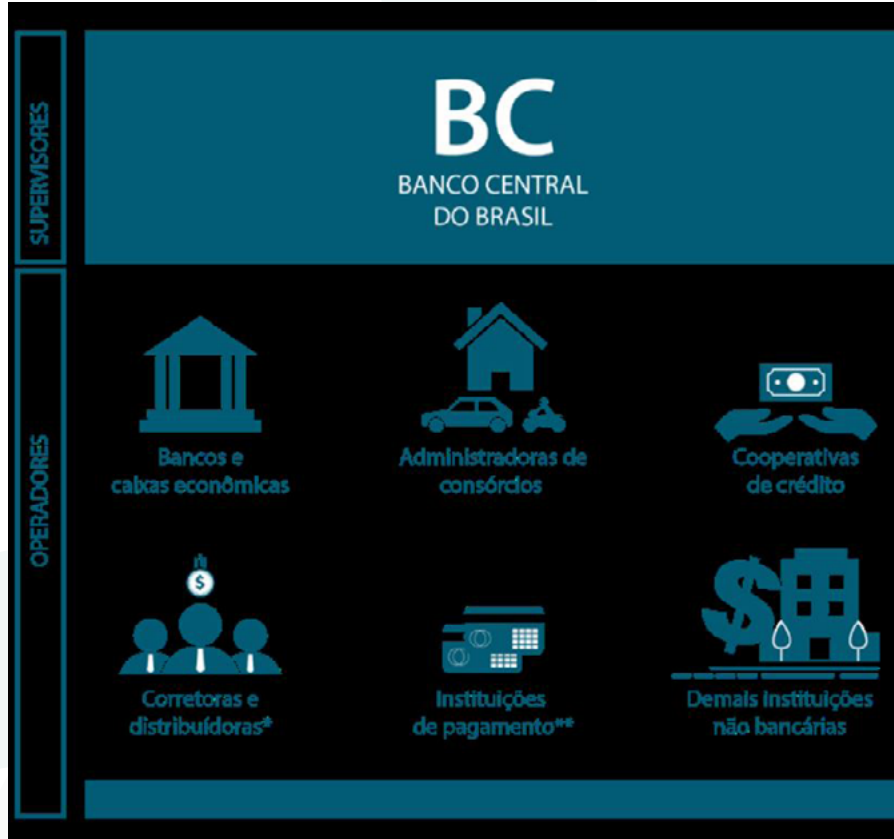 SUPERVISORES
BC
BANCO CENTRAL
DO BRASIL
OPERADORES
Bancos e
caixas econômicas
Administradoras de
consórcios
Cooperativas
de crédito
$
Corretoras e
distribuídoras*
Instituições
de pagamento**
$
Demais instituições
não bancárias